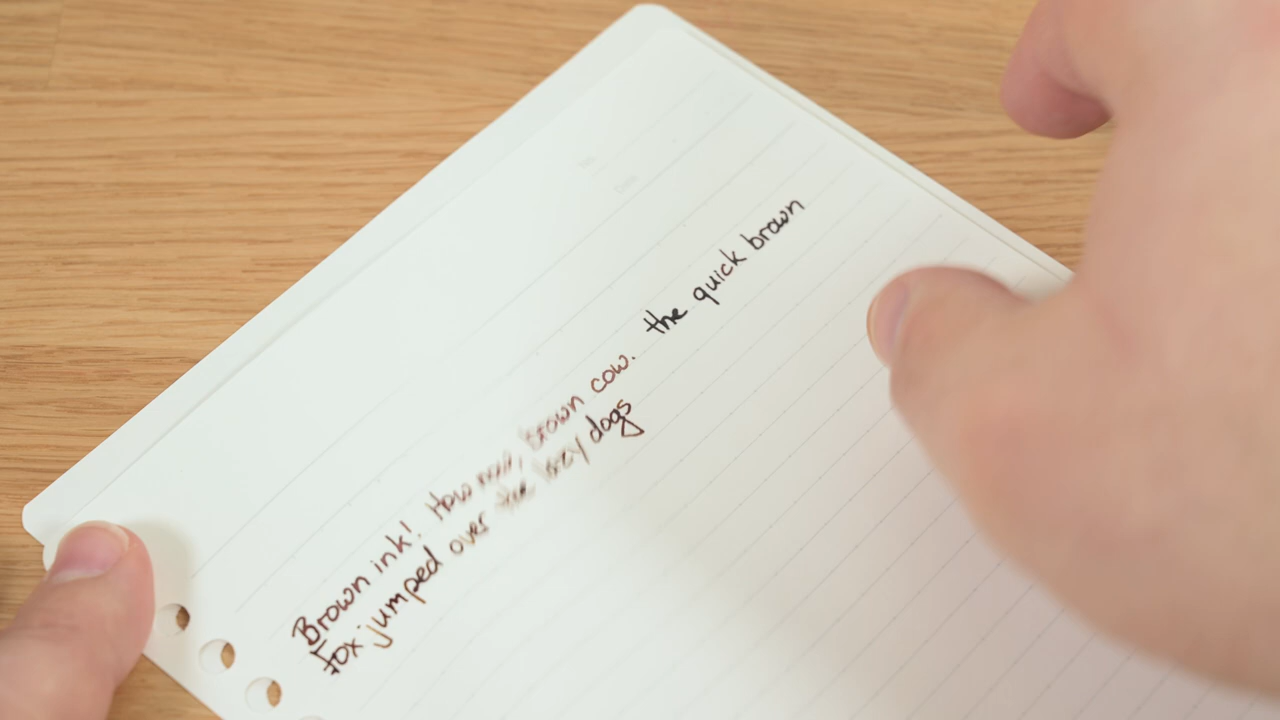 Brown ink! How now, brown cow. the quick brown
Fox jumped over the lazy dogs